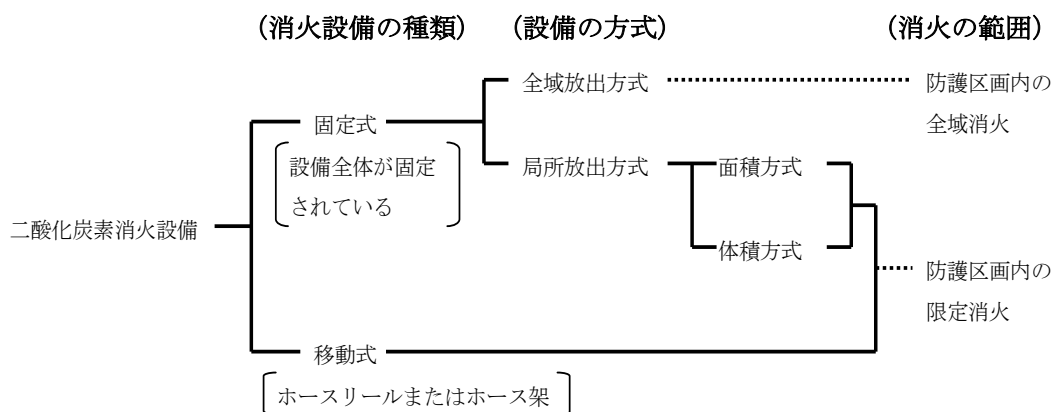 (消火設備の種類) (設備の方式) (消火の範囲)
全域放出方式 防護区画内の
全域消火
固定式
設備全体が固定
されている
局所放出方式 面積方式
二酸化炭素消火設備
体積方式
防護区画内の
限定消火
移動式
ホースリールまたはホース架